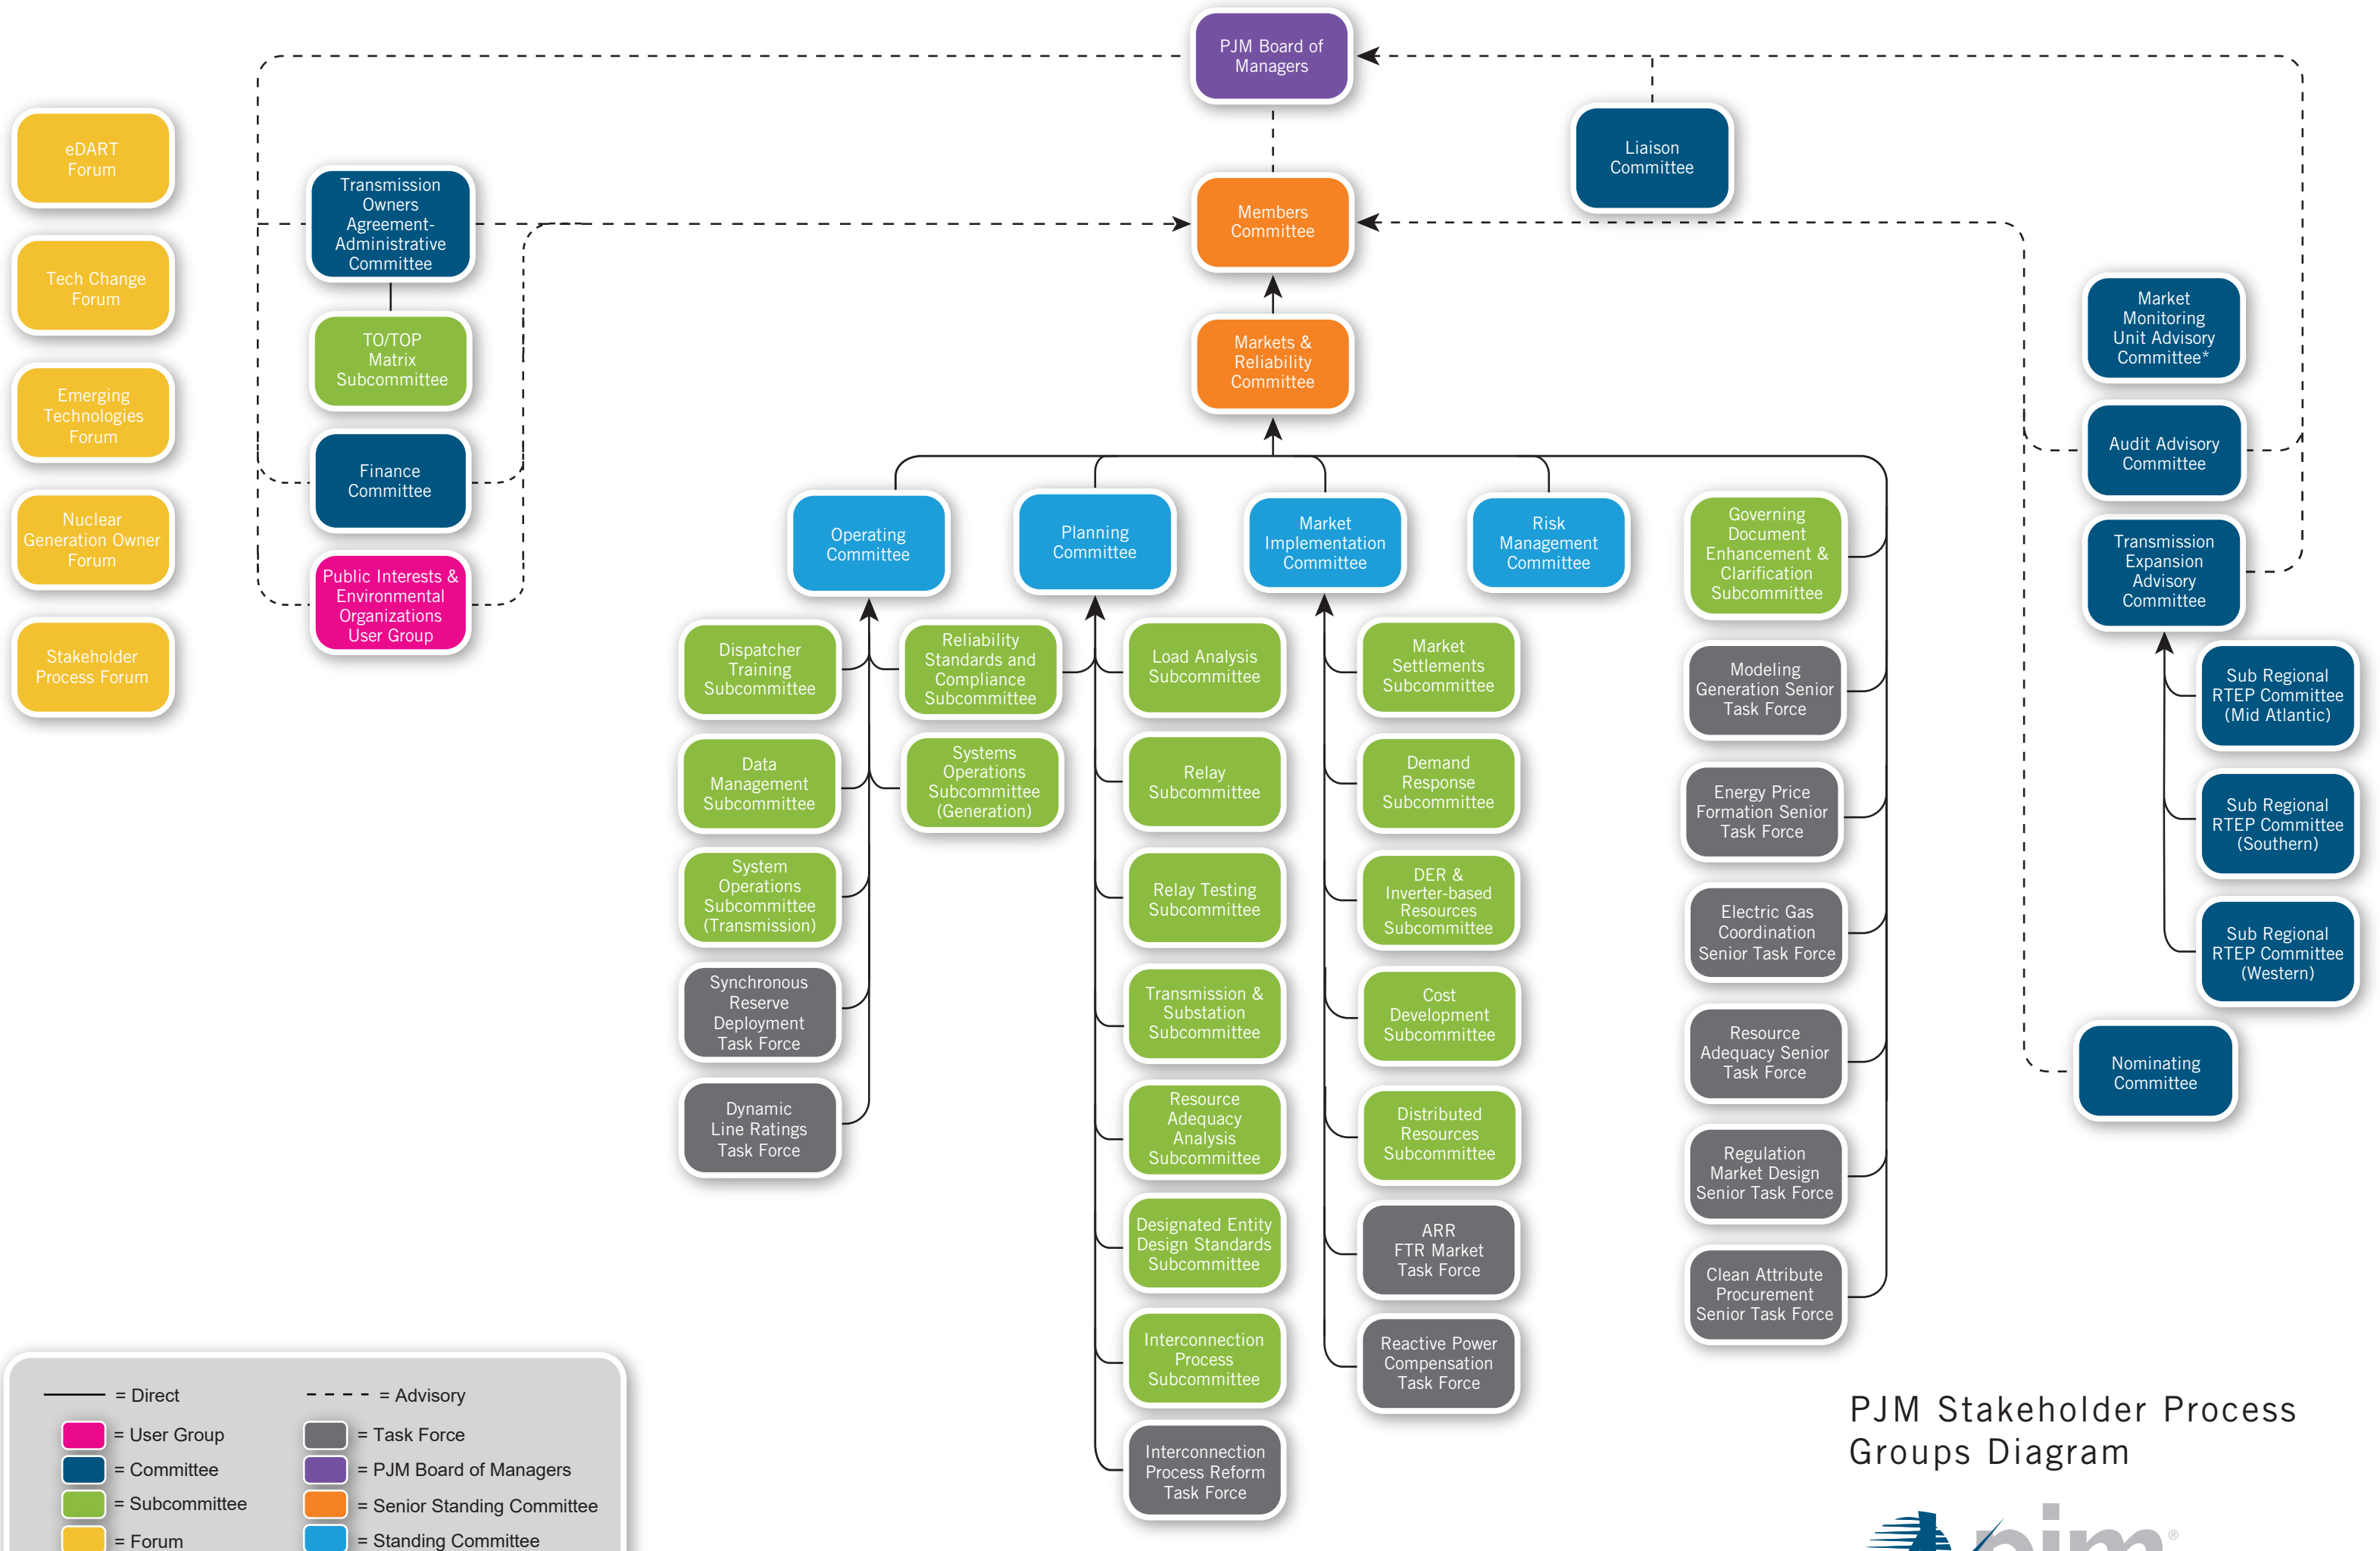 PJM Board of
Managers
Liaison
Committee
Members
Committee
Markets &
Reliability
Committee
eDART
Forum
Tech Change
Forum
Emerging
Technologies
Forum
Nuclear
Generation Owner
Forum
Stakeholder
Process Forum
Transmission
Owners
Agreement-
Administrative
Committee
TO/TOP
Matrix
Subcommittee
Finance
Committee
Public Interests &
Environmental
Organizations
User Group
Operating
Committee
Planning
Committee
Market
Implementation
Committee
Risk
Management
Committee
Dispatcher
Training
Subcommittee
Data
Management
Subcommittee
System
Operations
Subcommittee
(Transmission)
Synchronous
Reserve
Deployment
Task Force
Dynamic
Line Ratings
Task Force
Reliability
Standards and
Compliance
Subcommittee
Systems
Operations
Subcommittee
(Generation)
Load Analysis
Subcommittee
Relay
Subcommittee
Relay Testing
Subcommittee
Transmission &
Substation
Subcommittee
Resource
Adequacy
Analysis
Subcommittee
Designated Entity
Design Standards
Subcommittee
Interconnection
Process
Subcommittee
Interconnection
Process Reform
Task Force
Market
Settlements
Subcommittee
Demand
Response
Subcommittee
DER &
Inverter-based
Resources
Subcommittee
Cost
Development
Subcommittee
Distributed
Resources
Subcommittee
ARR
FTR Market
Task Force
Reactive Power
Compensation
Task Force
Governing
Document
Enhancement &
Clarification
Subcommittee
Modeling
Generation Senior
Task Force
Energy Price
Formation Senior
Task Force
Electric Gas
Coordination
Senior Task Force
Resource
Adequacy Senior
Task Force
Regulation
Market Design
Senior Task Force
Clean Attribute
Procurement
Senior Task Force
Market
Monitoring
Unit Advisory
Committee*
Audit Advisory
Committee
Transmission
Expansion
Advisory
Committee
Sub Regional
RTEP Committee
(Mid Atlantic)
Sub Regional
RTEP Committee
(Southern)
Sub Regional
RTEP Committee
(Western)
Nominating
Committee
= Direct
= Advisory
= User Group
= Task Force
= Committee
= PJM Board of Managers
= Subcommittee
= Senior Standing Committee
= Forum
= Standing Committee
PJM Stakeholder Process
Groups Diagram
pjm®